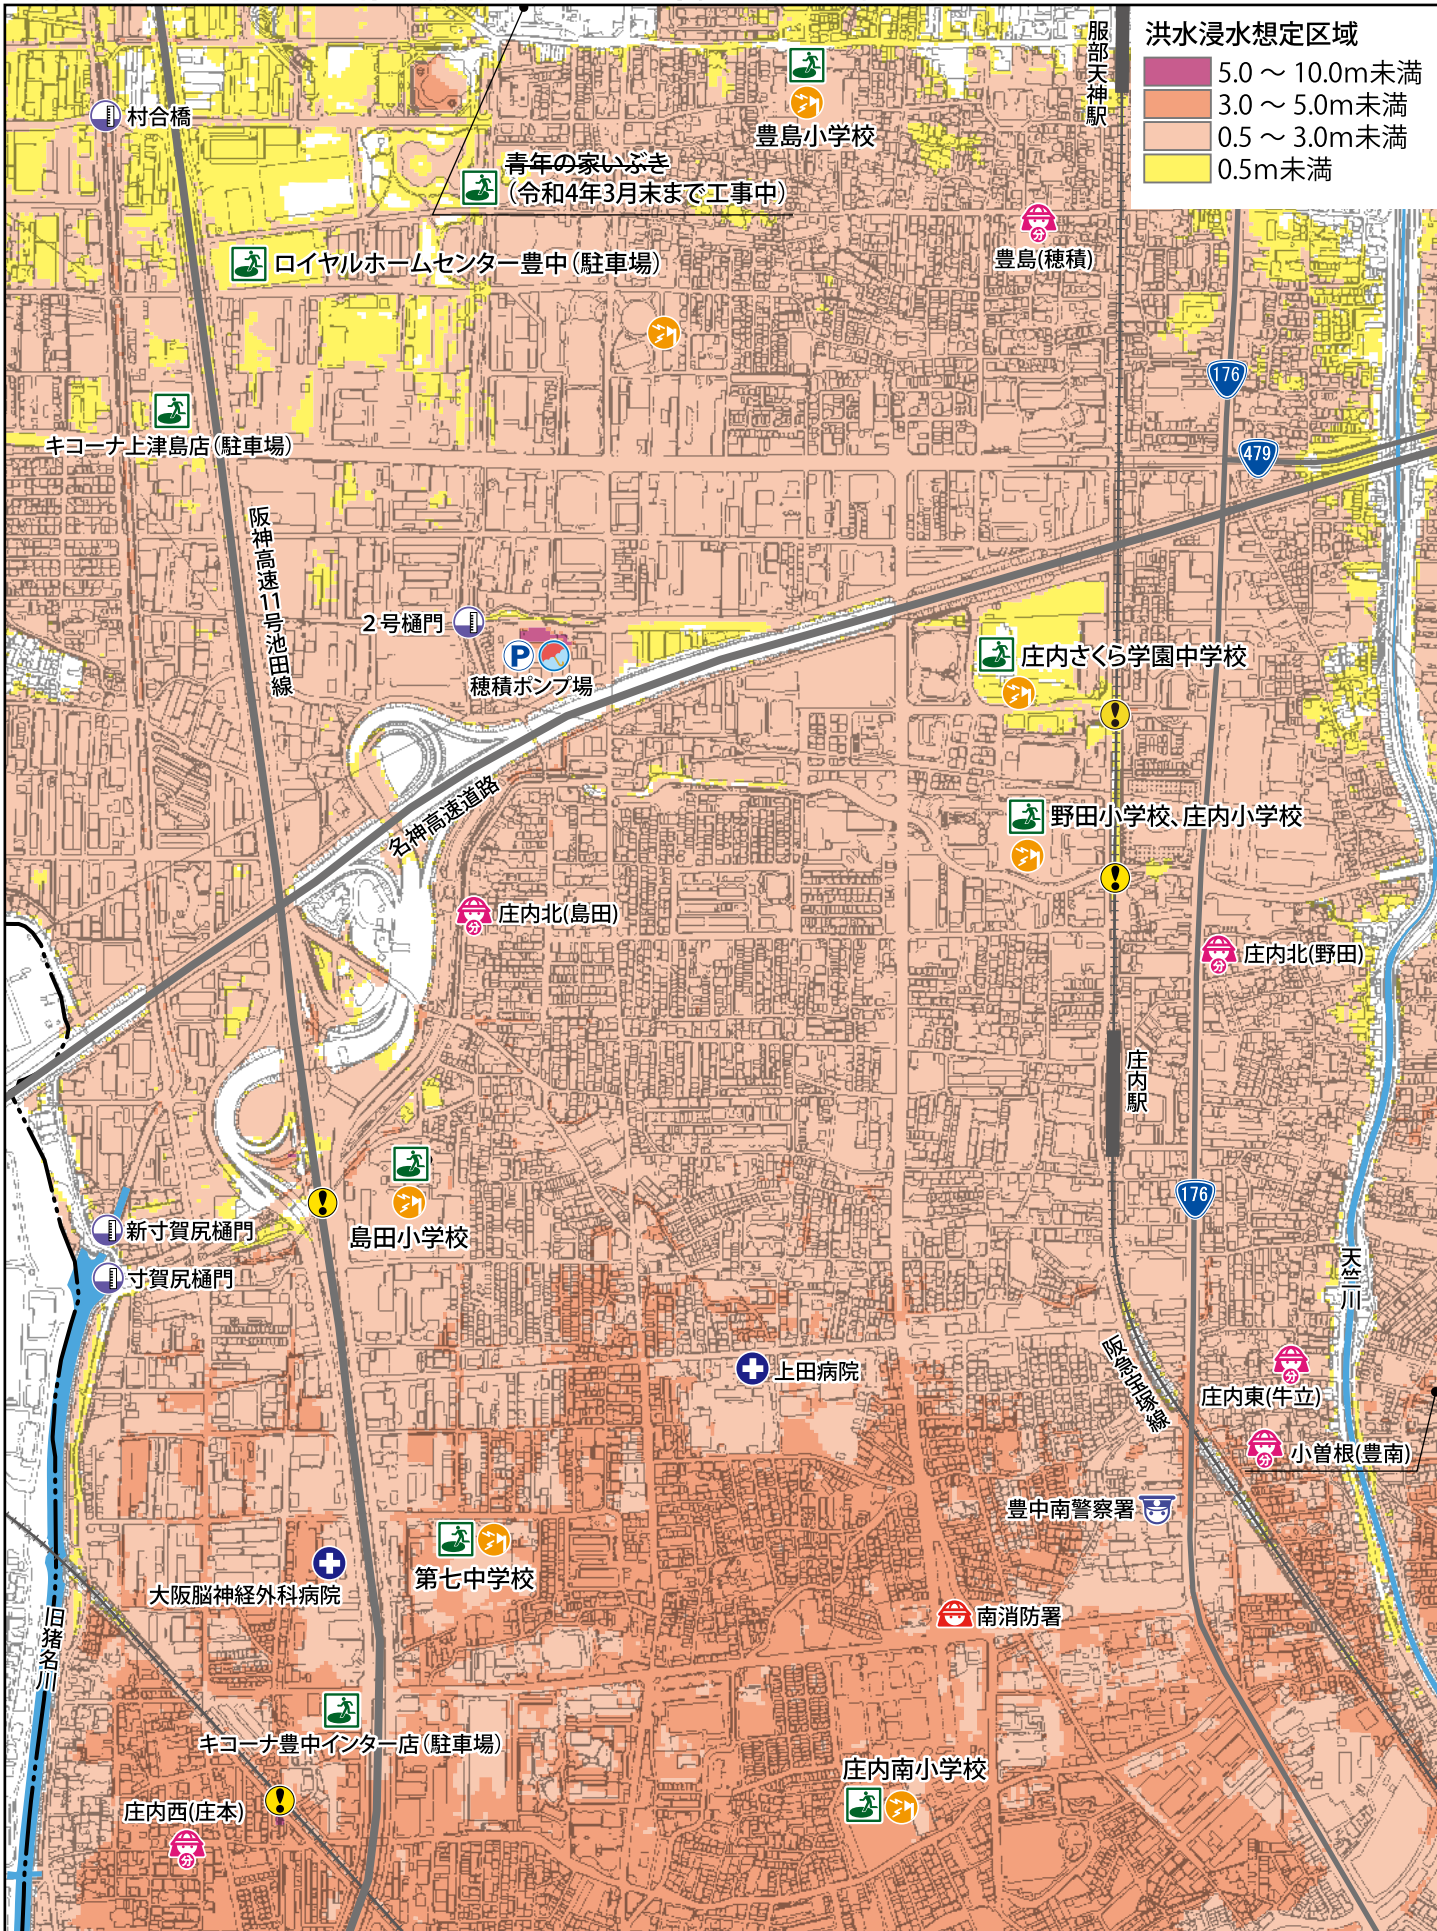 洪水浸水想定区域
5.0 ～ 10.0m未満
3.0 ～ 5.0m未満
0.5 ～ 3.0m未満
0.5m未満
服部天神駅
村合橋
豊島小学校
青年の家いぶき
（令和4年3月末まで工事中）
分
豊島(穂積)
ロイヤルホームセンター豊中（駐車場）
176
キコーナ上津島店（駐車場）
479
阪神高速11号池田線
２号樋門
P
穂積ポンプ場
庄内さくら学園中学校
名神高速道路
野田小学校、庄内小学校
分
庄内北(島田)
分
庄内北(野田)
庄内駅
島田小学校
176
新寸賀尻樋門
寸賀尻樋門
天竺川
阪急宝塚線
上田病院
分
庄内東(牛立)
分
小曽根(豊南)
豊中南警察署
第七中学校
大阪脳神経外科病院
南消防署
旧猪名川
キコーナ豊中インター店（駐車場）
庄内南小学校
庄内西(庄本)
分